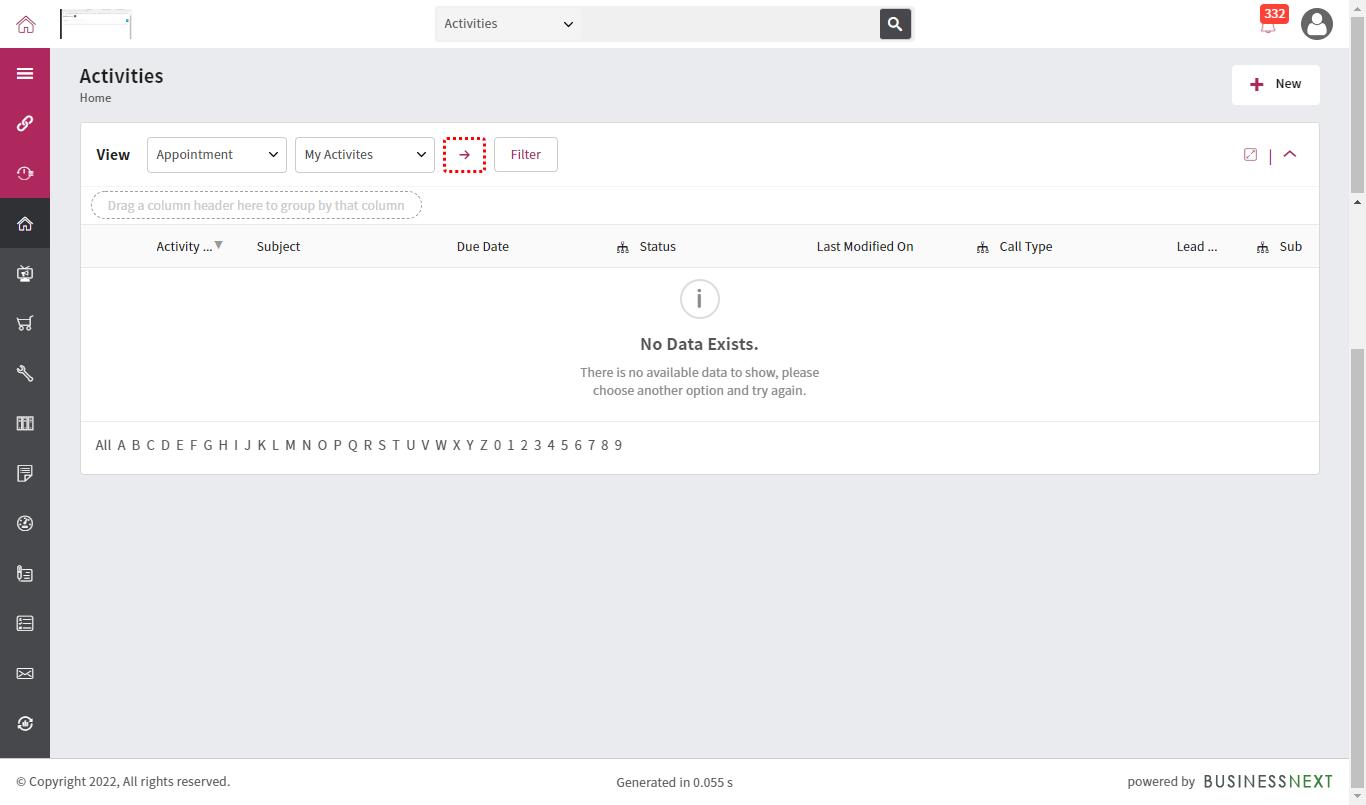 Activities
332
Activities
Home
New
View Appointment My Activites Filter
Drag a column header here to group by that column
Activity ... Subject Due Date Status Last Modified On Call Type Lead ... Sub
No Data Exists.
There is no available data to show, please
choose another option and try again.
All A B C D E F G H I J K L M N O P Q R S T U V W X Y Z 0 1 2 3 4 5 6 7 8 9
© Copyright 2022, All rights reserved. Generated in 0.055 s powered by BUSINESSNEXT